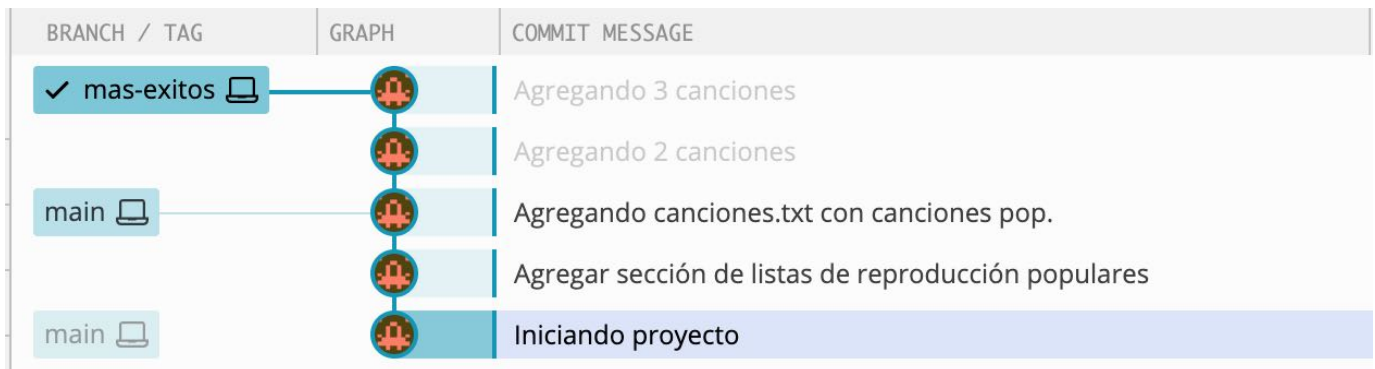 BRANCH / TAG GRAPH COMMIT MESSAGE
mas-exitos Agregando 3 canciones
Agregando 2 canciones
main Agregando canciones.txt con canciones pop.
Agregar sección de listas de reproducción populares
main Iniciando proyecto